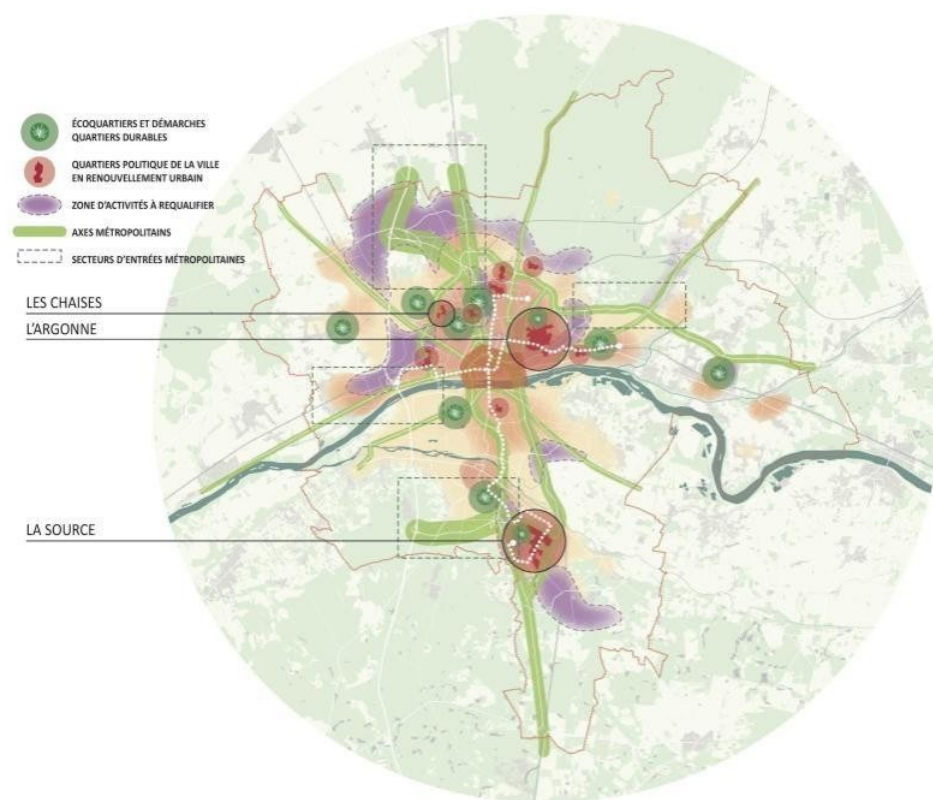 ÉCOQUARTIERS ET DÉMARCHES
QUARTIERS DURABLES
QUARTIERS POLITIQUE DE LA VILLE
EN RENOUVELLEMENT URBAIN
ZONE D'ACTIVITÉS À REQUALIFIER
AXES MÉTROPOLITAINS
SECTEURS D'ENTRÉES MÉTROPOLITAINES
LES CHAISES
L'ARGONNE
LA SOURCE